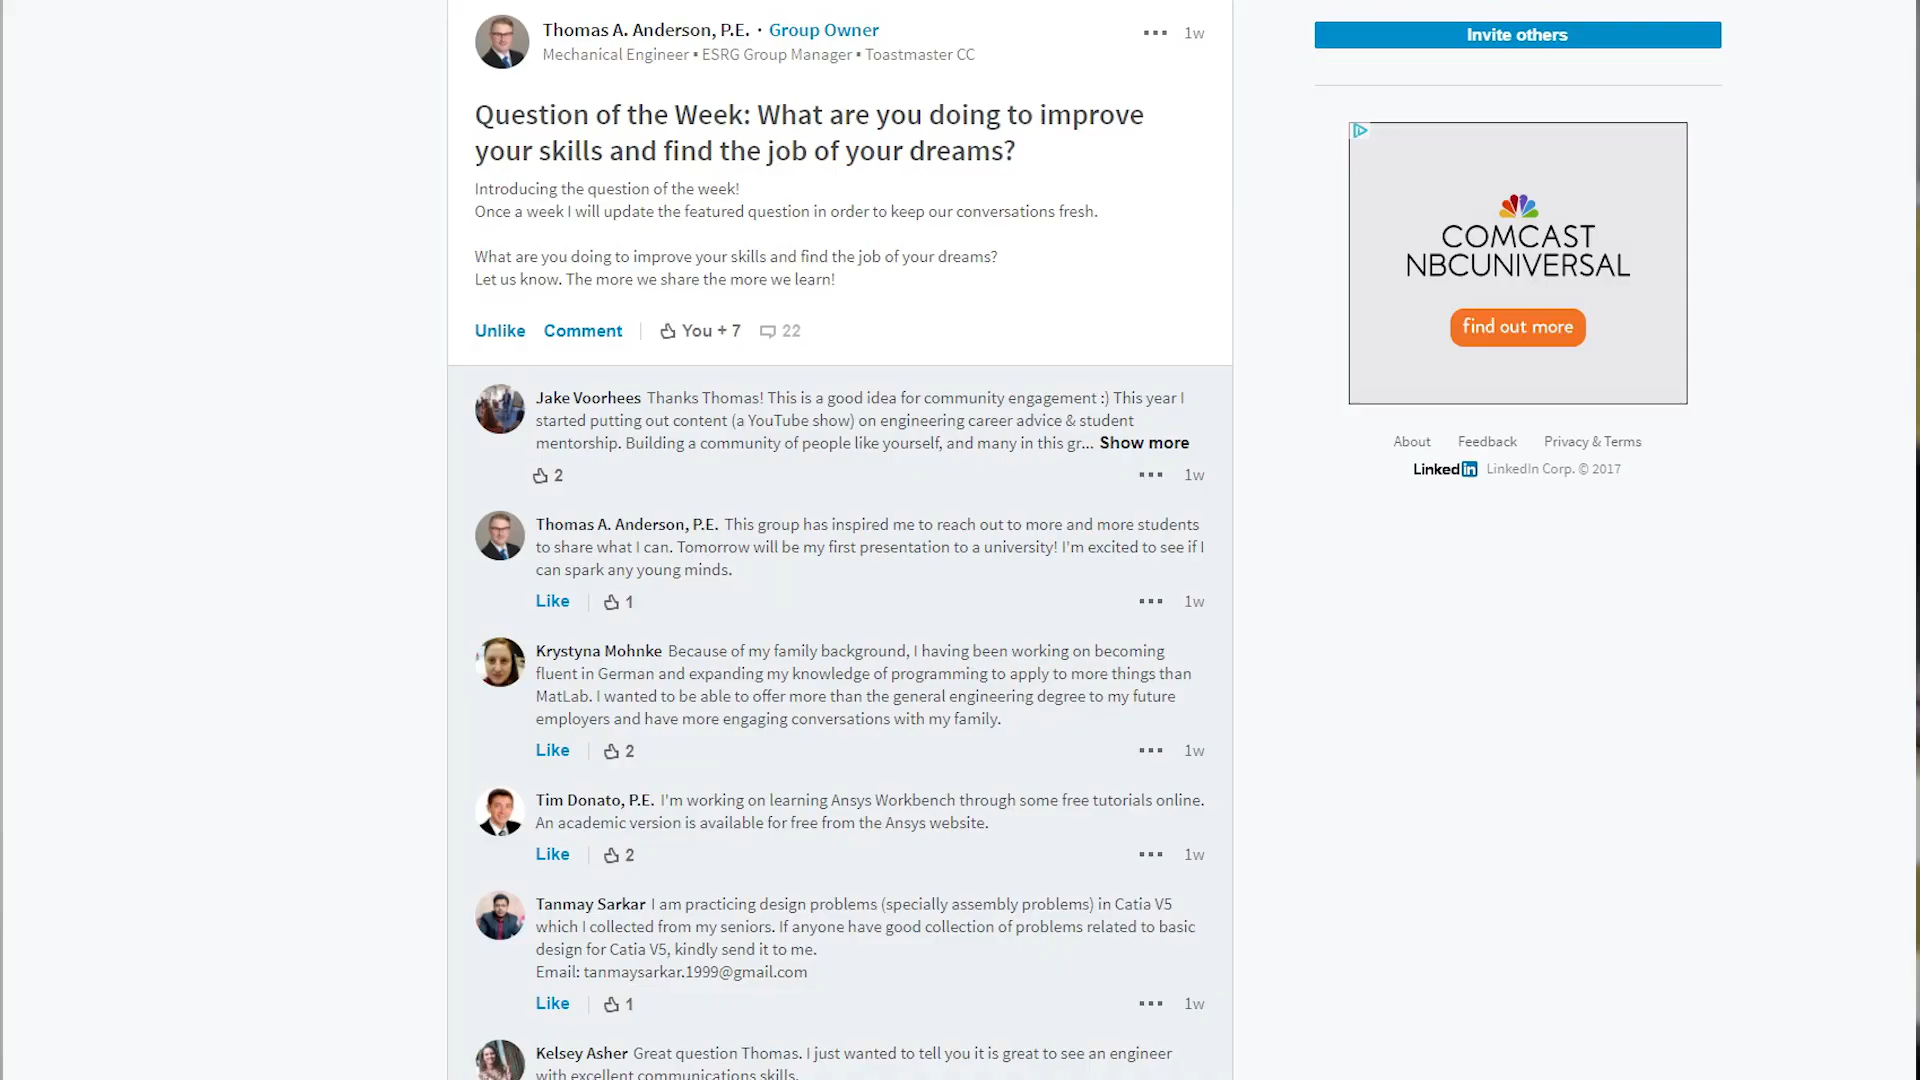 Thomas A. Anderson, P.E. · Group Owner
1w
Mechanical Engineer ▪ ESRG Group Manager ▪ Toastmaster CC
Question of the Week: What are you doing to improve
your skills and find the job of your dreams?
Introducing the question of the week!
Once a week I will update the featured question in order to keep our conversations fresh.
What are you doing to improve your skills and find the job of your dreams?
Let us know. The more we share the more we learn!
Unlike Comment You + 7 22
Jake Voorhees Thanks Thomas! This is a good idea for community engagement :) This year I
started putting out content (a YouTube show) on engineering career advice & student
mentorship. Building a community of people like yourself, and many in this gr... Show more
2 1w
Thomas A. Anderson, P.E. This group has inspired me to reach out to more and more students
to share what I can. Tomorrow will be my first presentation to a university! I'm excited to see if I
can spark any young minds.
Like 1 1w
Krystyna Mohnke Because of my family background, I having been working on becoming
fluent in German and expanding my knowledge of programming to apply to more things than
MatLab. I wanted to be able to offer more than the general engineering degree to my future
employers and have more engaging conversations with my family.
Like 2 1w
Tim Donato, P.E. I'm working on learning Ansys Workbench through some free tutorials online.
An academic version is available for free from the Ansys website.
Like 2 1w
Tanmay Sarkar I am practicing design problems (specially assembly problems) in Catia V5
which I collected from my seniors. If anyone have good collection of problems related to basic
design for Catia V5, kindly send it to me.
Email: tanmaysarkar.1999@gmail.com
Like 1 1w
Kelsey Asher Great question Thomas. I just wanted to tell you it is great to see an engineer
with excellent communications skills.
Invite others
COMCAST
NBCUNIVERSAL
find out more
About Feedback Privacy & Terms
LinkedIn LinkedIn Corp. © 2017